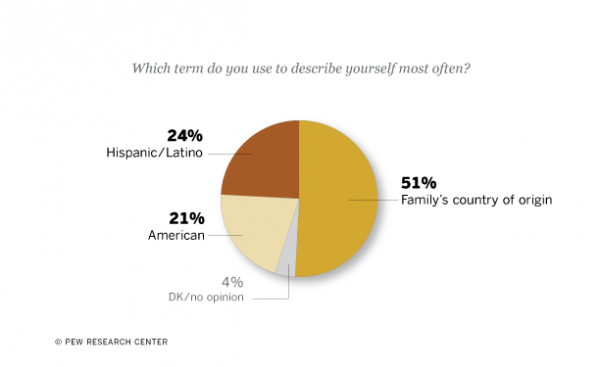 Which term do you use to describe yourself most often?
24%
Hispanic/Latino
51%
Family's country of origin
21%
American
4%
DK/no opinion
© PEW RESEARCH CENTER